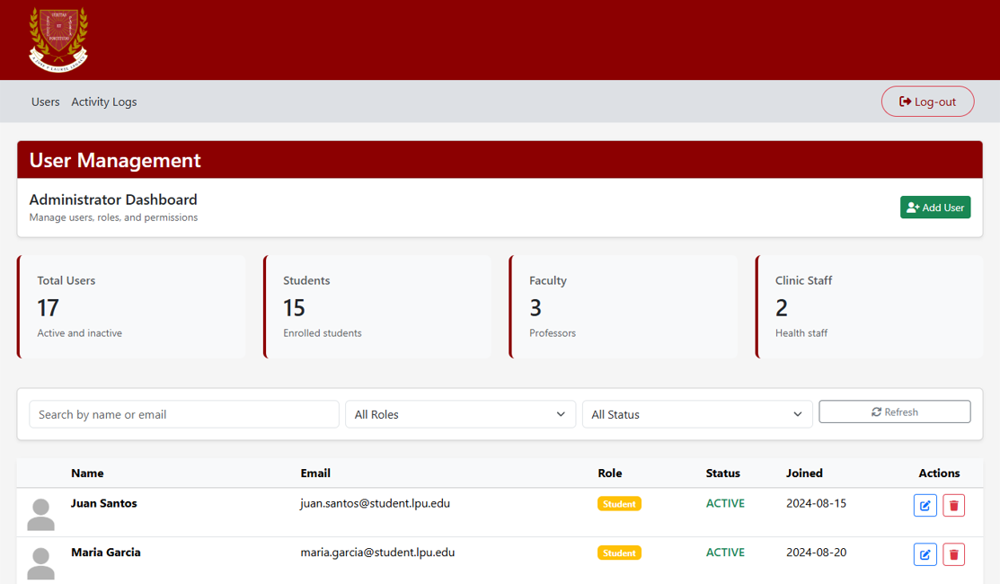 VERITAS
ET
FORTITUDO
Users Activity Logs Log-out
User Management
Administrator Dashboard
Manage users, roles, and permissions
Add User
Total Users
17
Active and inactive
Students
15
Enrolled students
Faculty
3
Professors
Clinic Staff
2
Health staff
Search by name or email All Roles All Status Refresh
Name Email Role Status Joined Actions
Juan Santos juan.santos@student.lpu.edu Student ACTIVE 2024-08-15
Maria Garcia maria.garcia@student.lpu.edu Student ACTIVE 2024-08-20